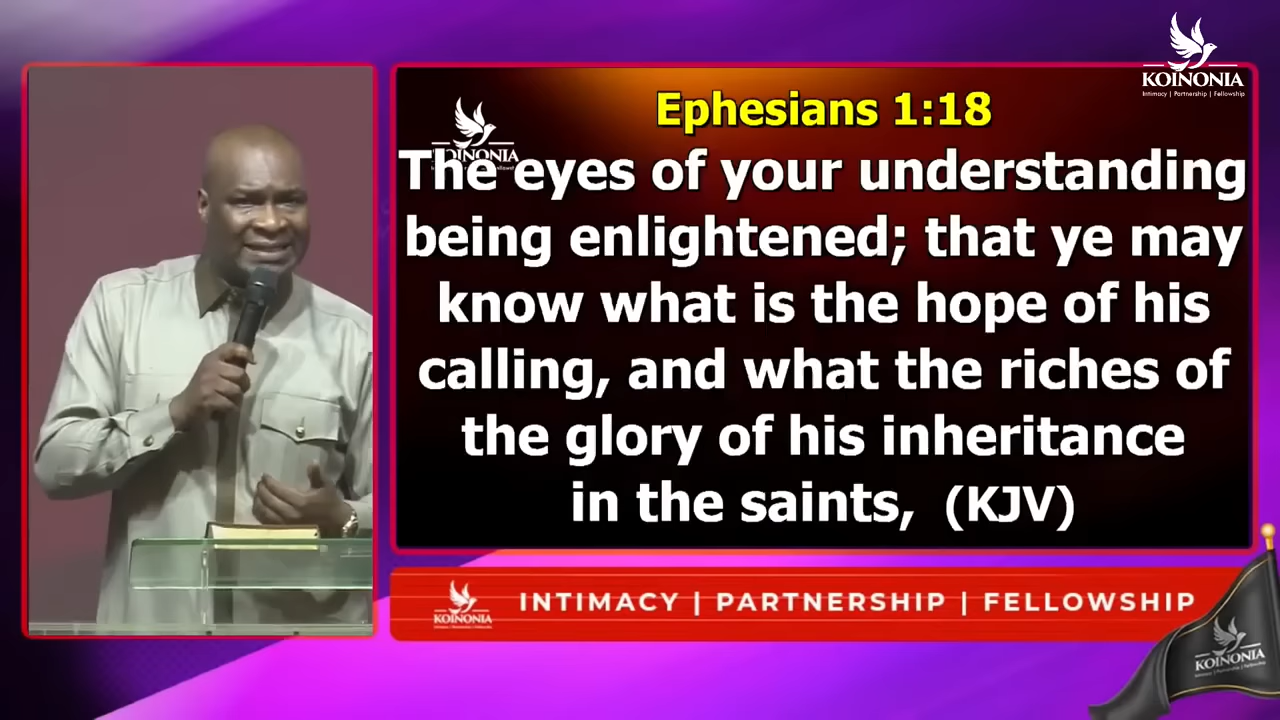 KOINONIA
Intimacy | Partnership | Fellowship
Ephesians 1:18
KOINONIA
The eyes of your understanding
being enlightened; that ye may
know what is the hope of his
calling, and what the riches of
the glory of his inheritance
in the saints, (KJV)
KOINONIA
INTIMACY | PARTNERSHIP | FELLOWSHIP
KOINONIA